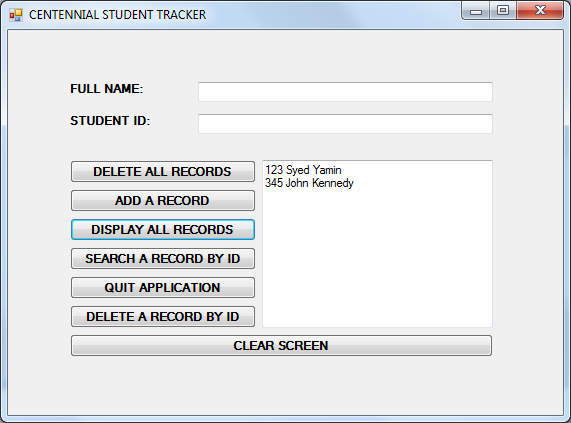 CENTENNIAL STUDENT TRACKER
FULL NAME:
STUDENT ID:
DELETE ALL RECORDS
ADD A RECORD
DISPLAY ALL RECORDS
SEARCH A RECORD BY ID
QUIT APPLICATION
DELETE A RECORD BY ID
123 Syed Yamin
345 John Kennedy
CLEAR SCREEN